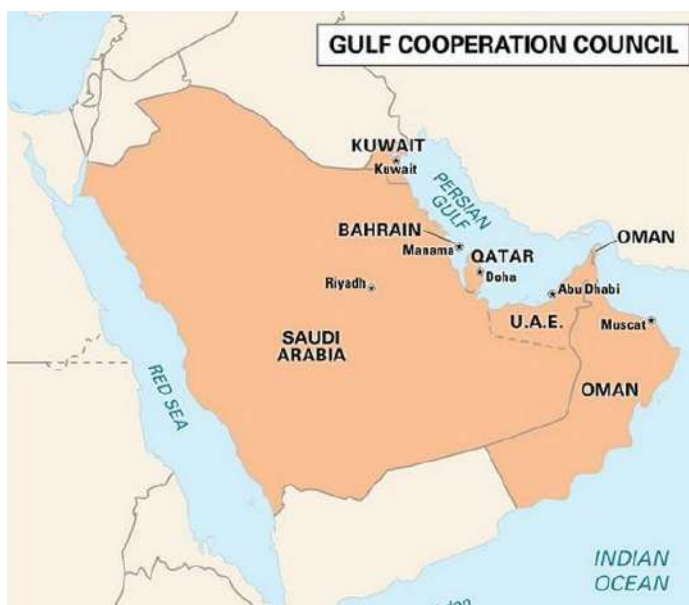 GULF COOPERATION COUNCIL
KUWAIT
Kuwait
PERSIAN
GULF
BAHRAIN
Manama
QATAR
Doha
OMAN
Riyadh
Abu Dhabi
U.A.E.
Muscat
SAUDI
ARABIA
OMAN
RED SEA
INDIAN
OCEAN